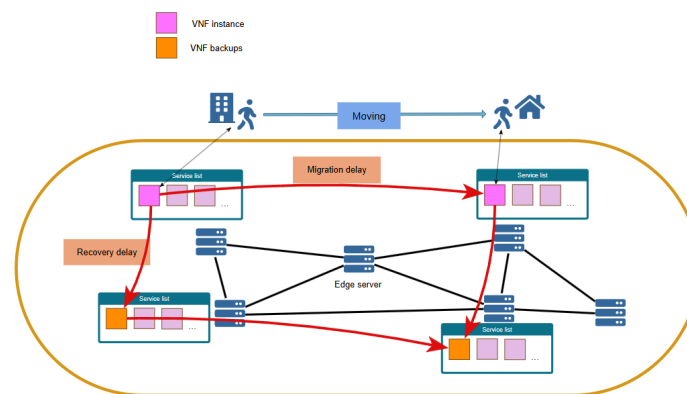 VNF instance
VNF backups
Moving
Migration delay
Service list
...
Service list
...
Recovery delay
Edge server
Service list
...
Service list
...